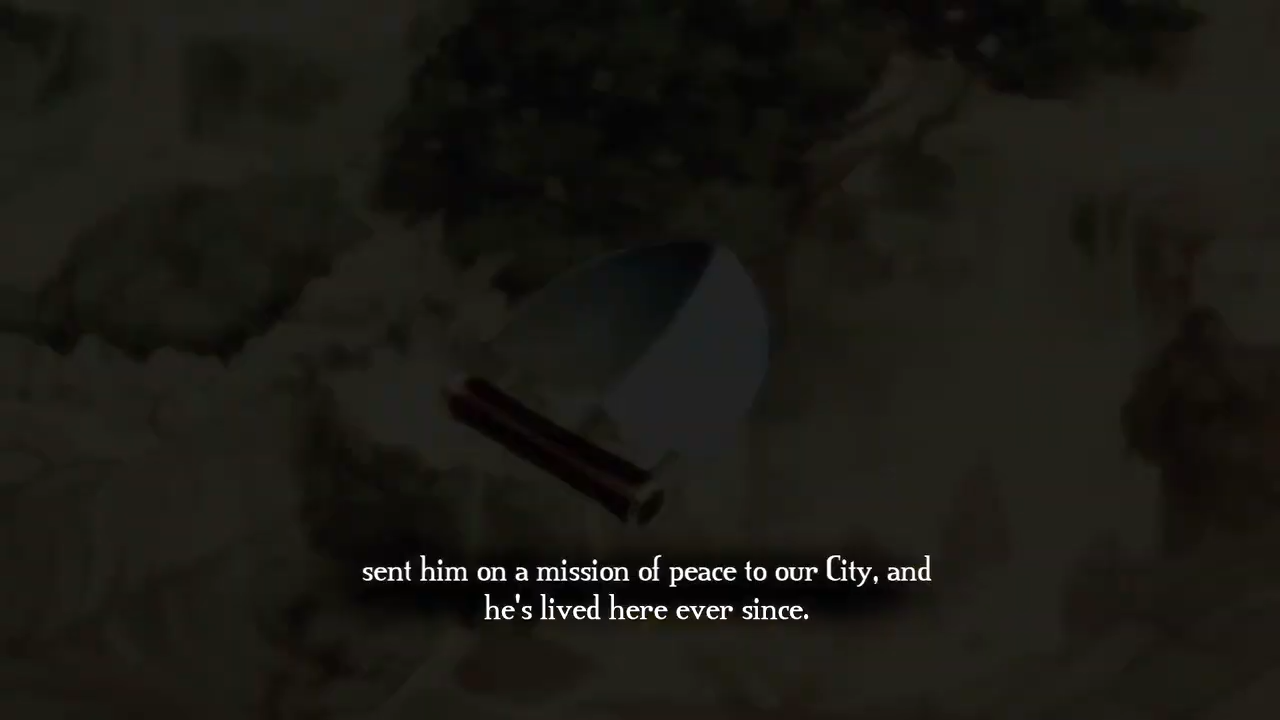 sent him on a mission of peace to our City, and
he's lived here ever since.